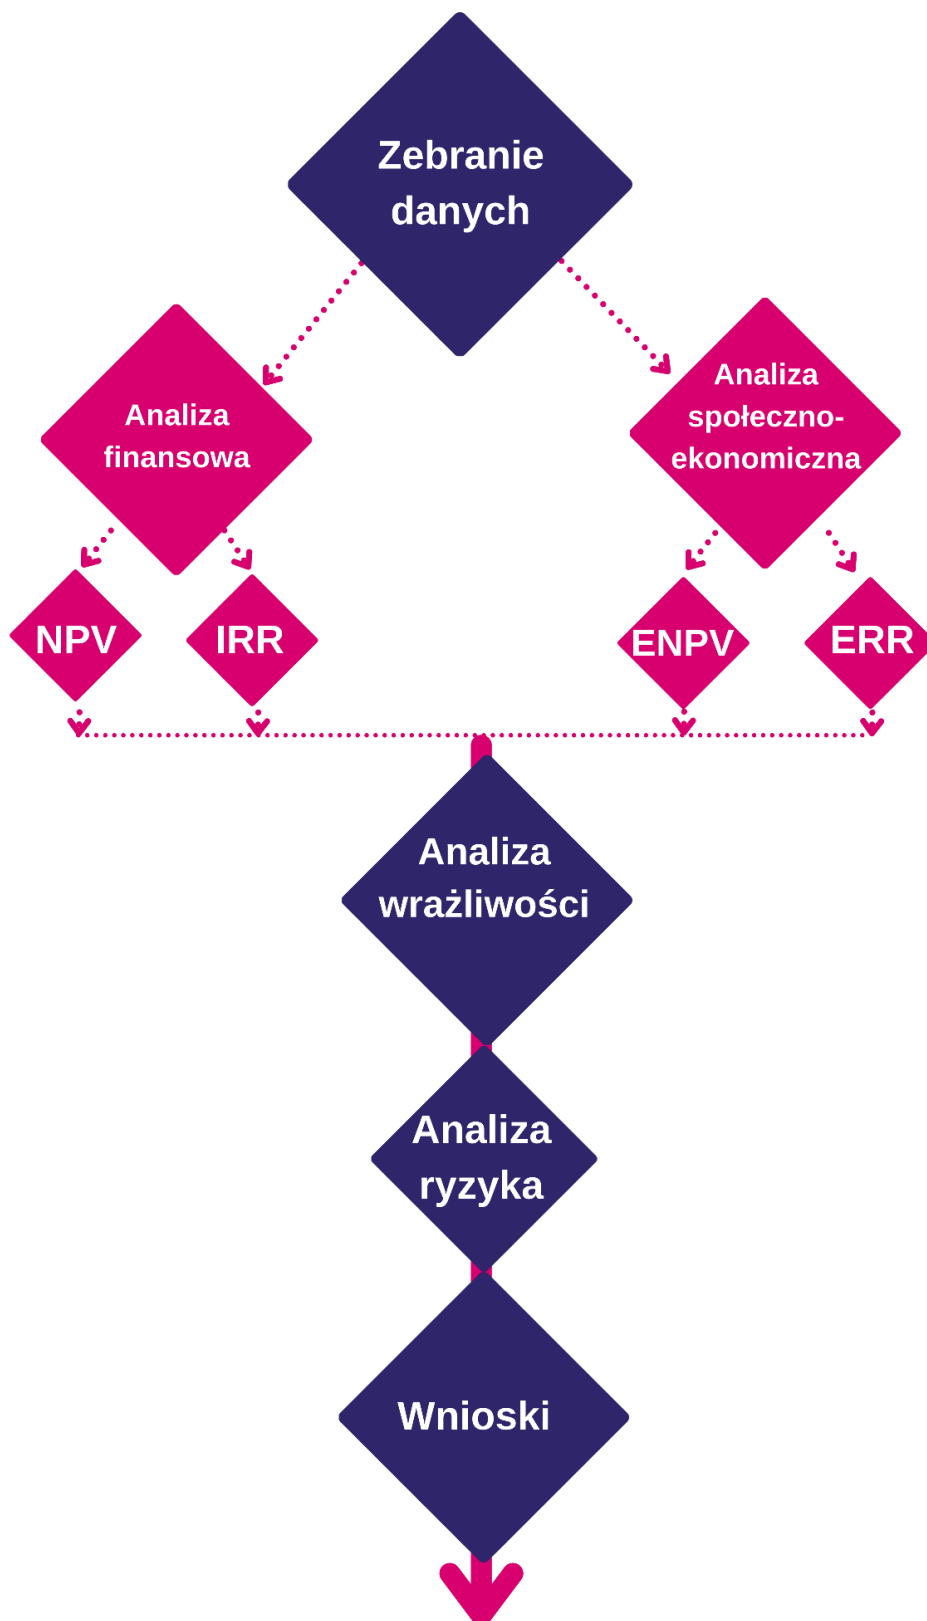 Zebranie
danych
Analiza
finansowa
Analiza
społeczno-
ekonomiczna
NPV
IRR
ENPV
ERR
Analiza
wrażliwości
Analiza
ryzyka
Wnioski